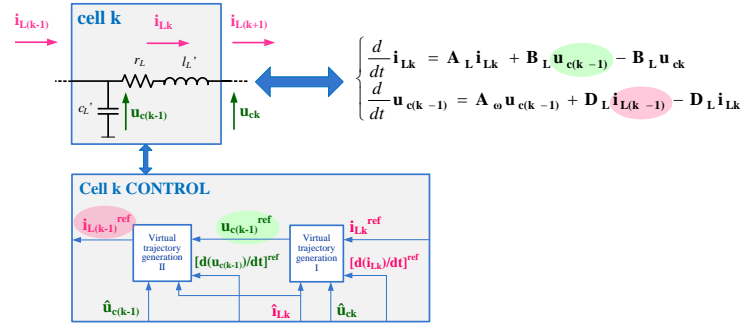 cell k
i_L(k-1) i_Lk i_L(k+1)
r_L l_L'
c_L' u_c(k-1) u_ck
d/dt i_Lk = A_L i_Lk + B_L u_c(k-1) - B_L u_ck
d/dt u_c(k-1) = A_ω u_c(k-1) + D_L i_L(k-1) - D_L i_Lk
Cell k CONTROL
i_L(k-1)^ref u_c(k-1)^ref i_Lk^ref
Virtual
trajectory
generation
II
[d(u_c(k-1))/dt]^ref
Virtual
trajectory
generation
I
[d(i_Lk)/dt]^ref
û_c(k-1) î_Lk û_ck